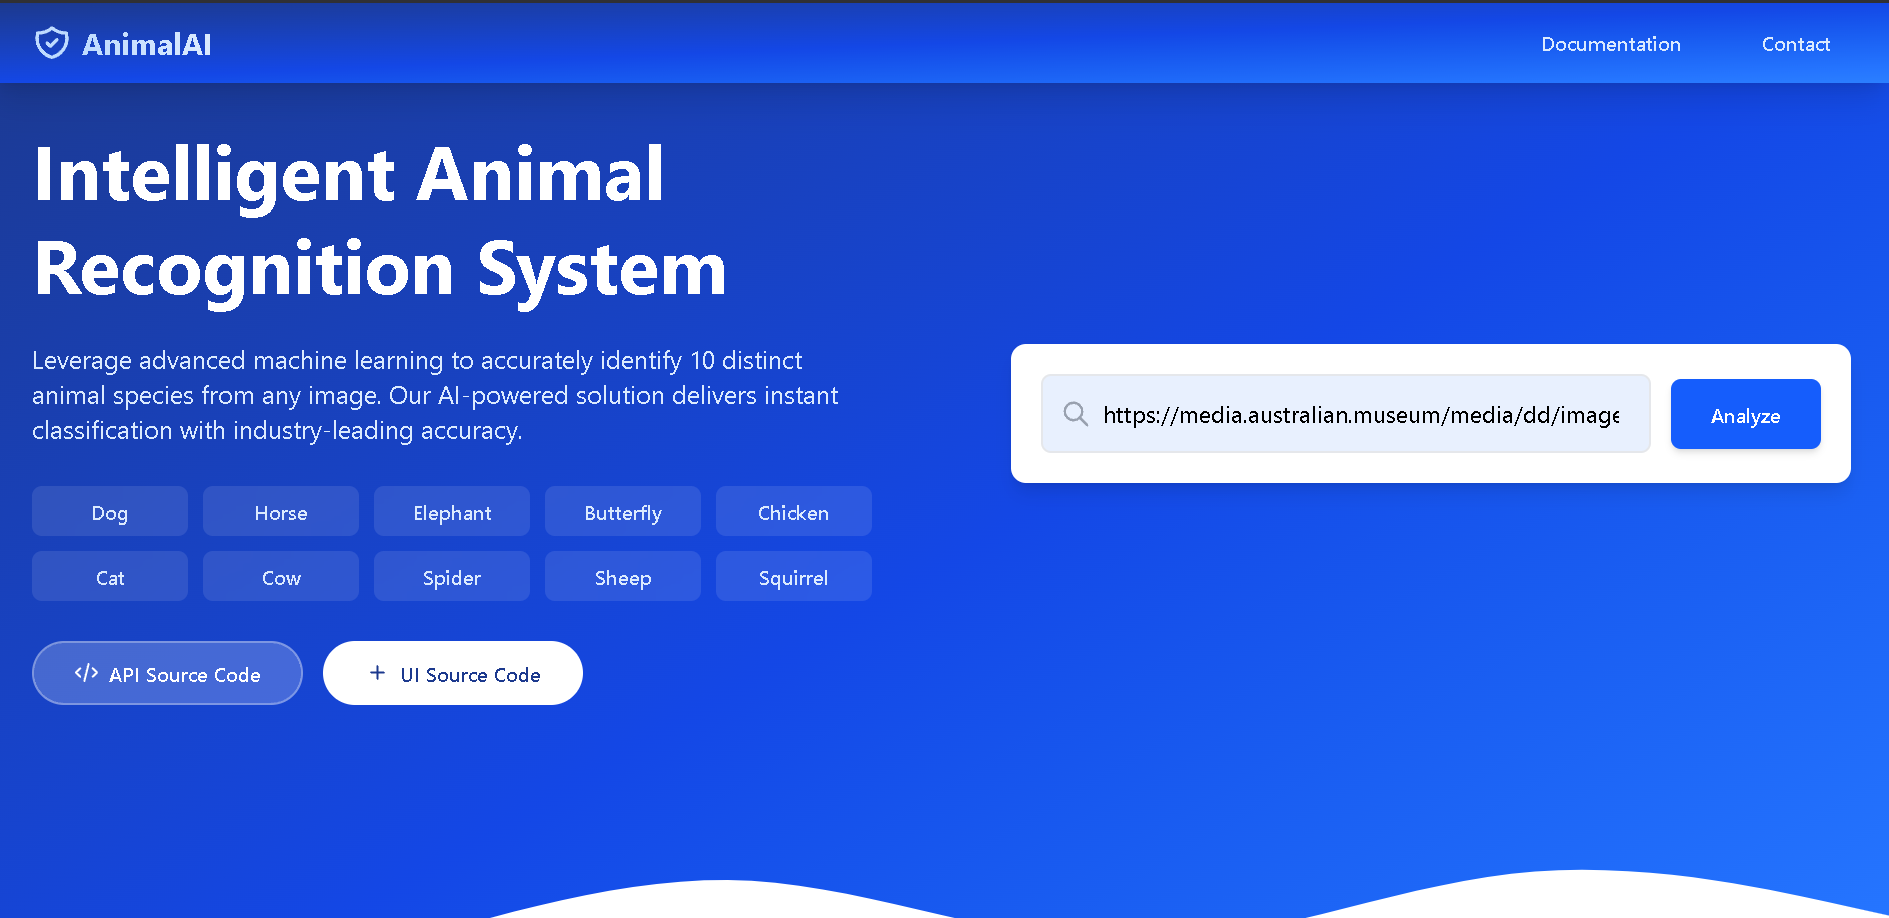 AnimalAI
Documentation
Contact
Intelligent Animal
Recognition System
Leverage advanced machine learning to accurately identify 10 distinct
animal species from any image. Our AI-powered solution delivers instant
classification with industry-leading accuracy.
Dog
Horse
Elephant
Butterfly
Chicken
Cat
Cow
Spider
Sheep
Squirrel
</> API Source Code
+ UI Source Code
https://media.australian.museum/media/dd/image
Analyze